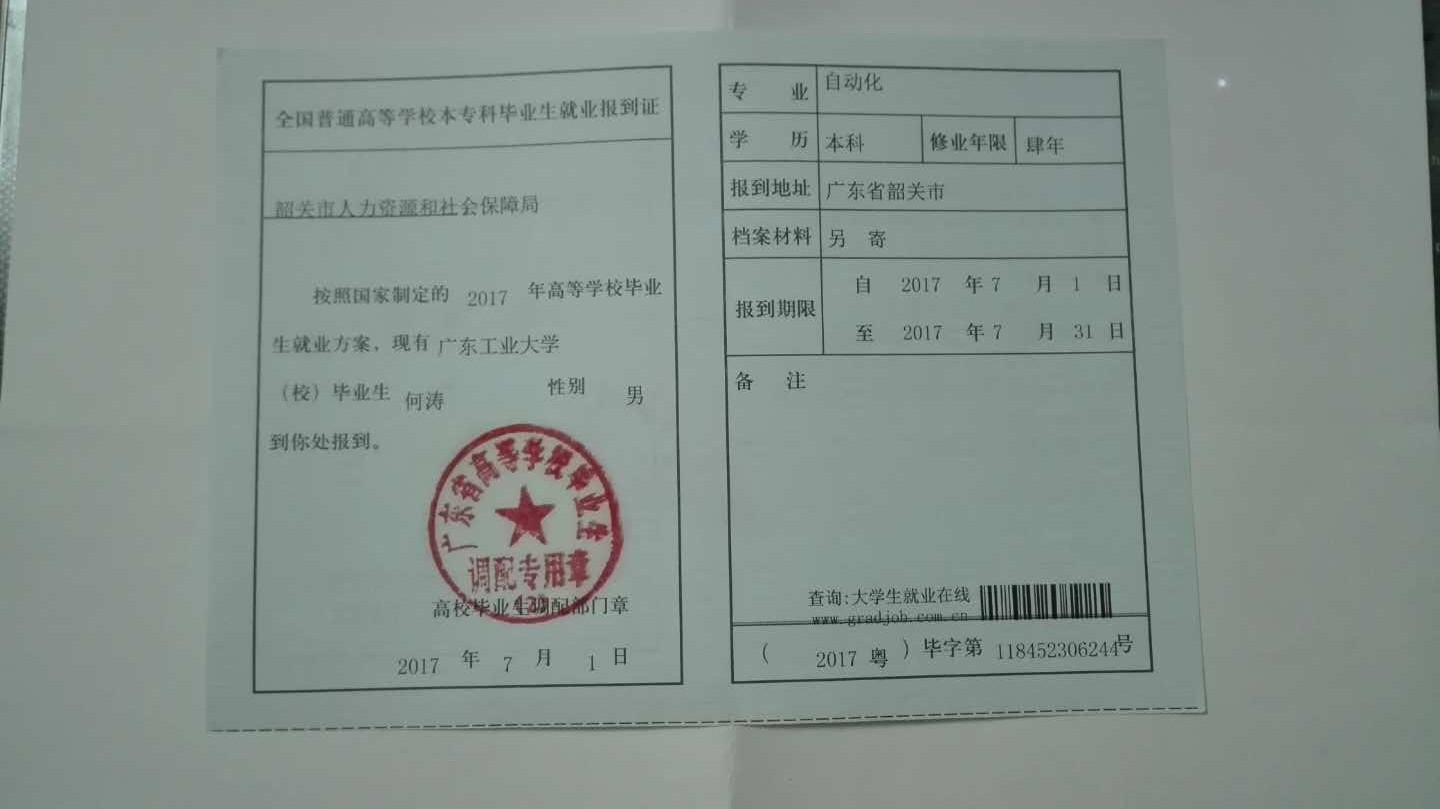 全国普通高等学校本专科毕业生就业报到证
韶关市人力资源和社会保障局
按照国家制定的 2017 年高等学校毕业
生就业方案，现有 广东工业大学
（校）毕业生 何涛 性别 男
到你处报到。
广东省高等学校毕业生
调配专用章
高校毕业生调配部门章
2017 年 7 月 1 日
专 业 自动化
学 历 本科 修业年限 肆年
报到地址 广东省韶关市
档案材料 另 寄
报到期限 自 2017 年 7 月 1 日
至 2017 年 7 月 31 日
备 注
查询:大学生就业在线
www.gradjob.com.cn
（ 2017 粤 ）毕字第 118452306244号